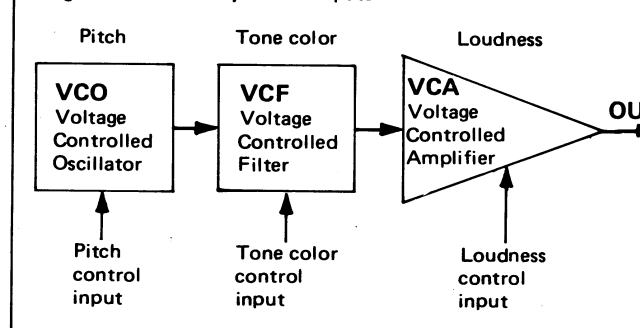 Pitch
Tone color
Loudness
VCO
Voltage
Controlled
Oscillator
VCF
Voltage
Controlled
Filter
VCA
Voltage
Controlled
Amplifier
OU
Pitch
control
input
Tone color
control
input
Loudness
control
input